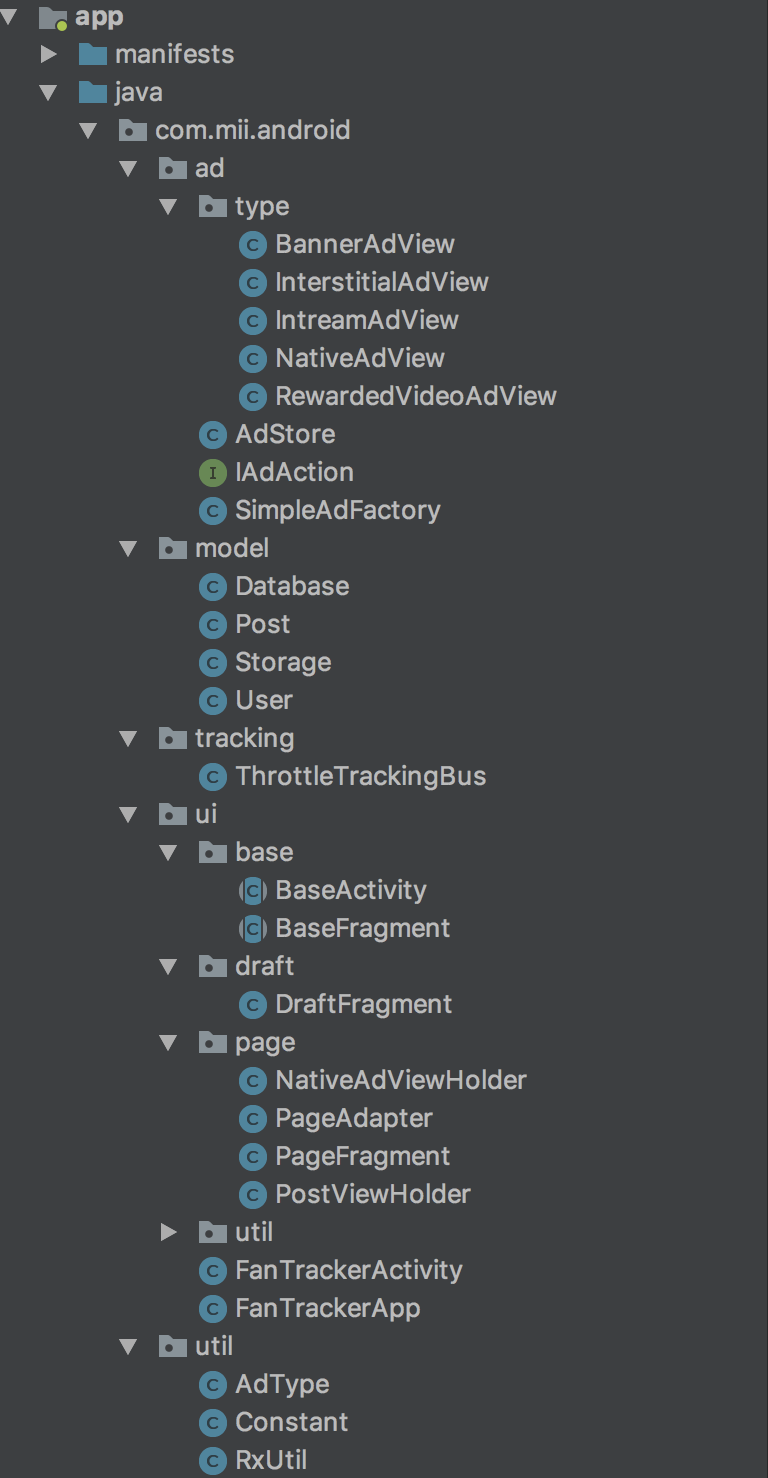 app
manifests
java
com.mii.android
ad
type
C BannerAdView
C InterstitialAdView
C IntreamAdView
C NativeAdView
C RewardedVideoAdView
C AdStore
I IAdAction
C SimpleAdFactory
model
C Database
C Post
C Storage
C User
tracking
C ThrottleTrackingBus
ui
base
C BaseActivity
C BaseFragment
draft
C DraftFragment
page
C NativeAdViewHolder
C PageAdapter
C PageFragment
C PostViewHolder
util
C FanTrackerActivity
C FanTrackerApp
util
C AdType
C Constant
C RxUtil